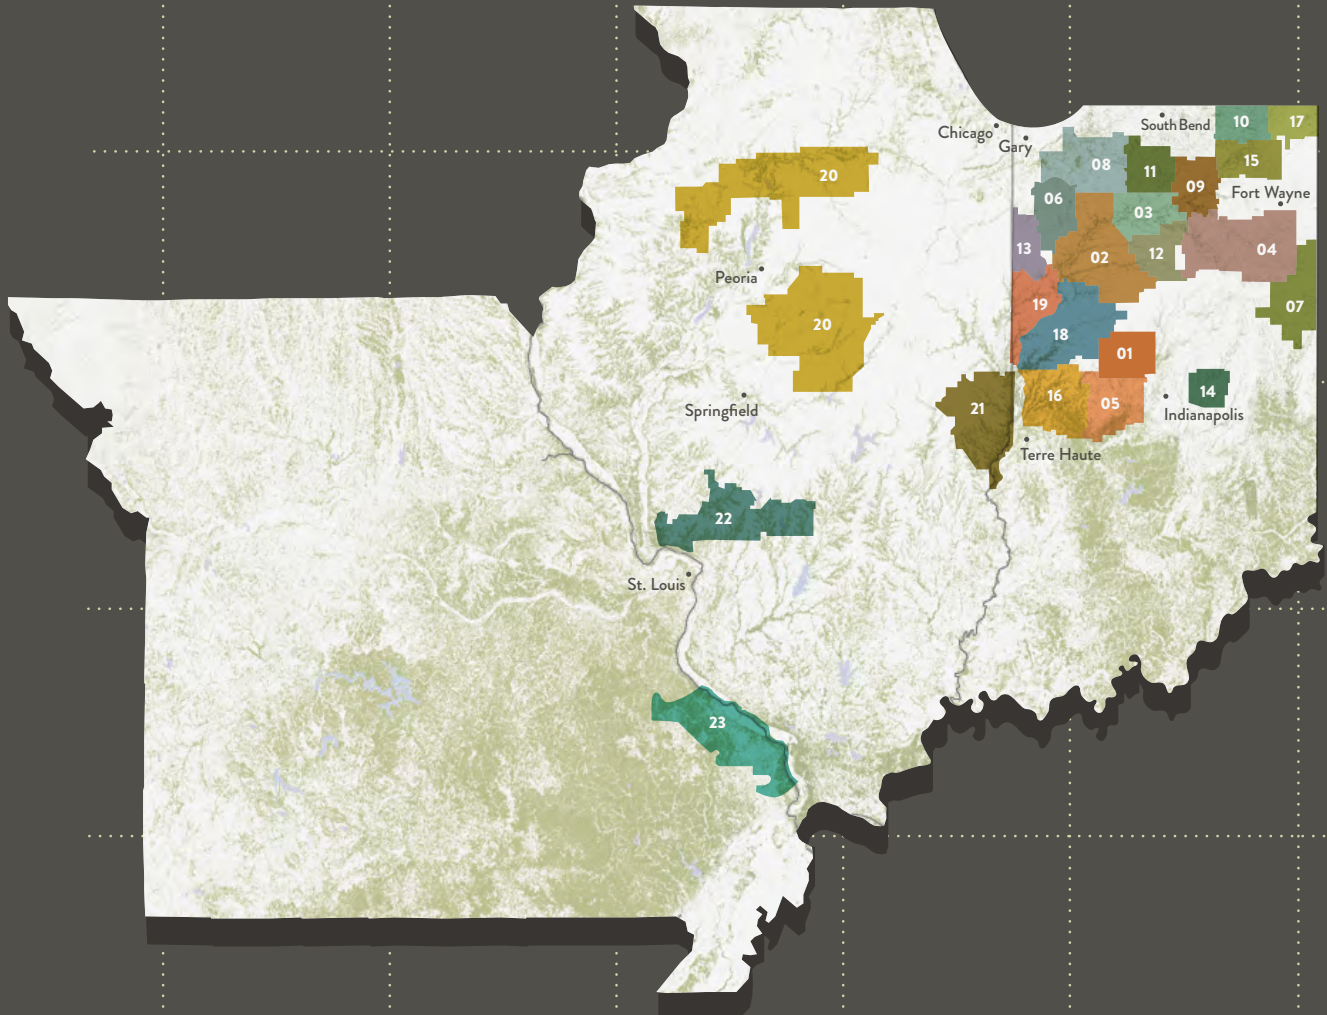 Chicago
Gary
South Bend
10
17
08
11
09
15
Fort Wayne
20
06
03
13
02
12
04
Peoria
20
19
18
01
07
Springfield
21
16
05
14
Indianapolis
Terre Haute
22
St. Louis
23